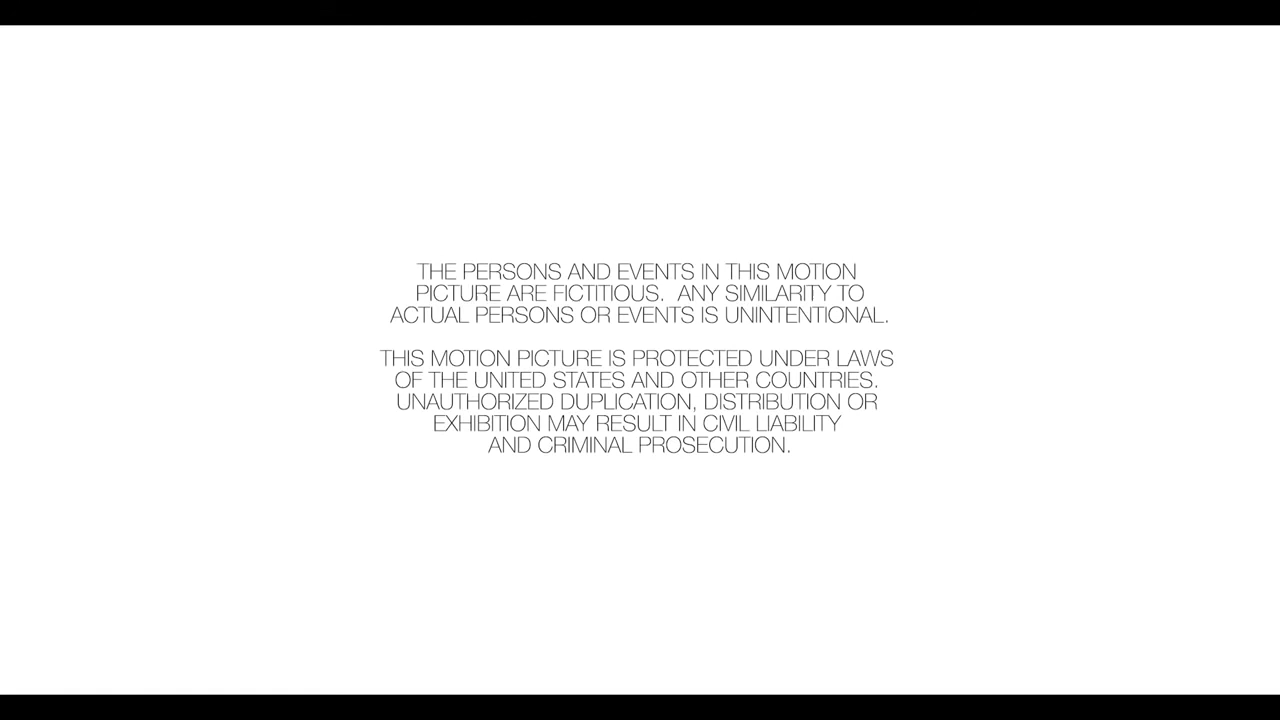 THE PERSONS AND EVENTS IN THIS MOTION
PICTURE ARE FICTITIOUS.  ANY SIMILARITY TO
ACTUAL PERSONS OR EVENTS IS UNINTENTIONAL.
THIS MOTION PICTURE IS PROTECTED UNDER LAWS
OF THE UNITED STATES AND OTHER COUNTRIES.
UNAUTHORIZED DUPLICATION, DISTRIBUTION OR
EXHIBITION MAY RESULT IN CIVIL LIABILITY
AND CRIMINAL PROSECUTION.